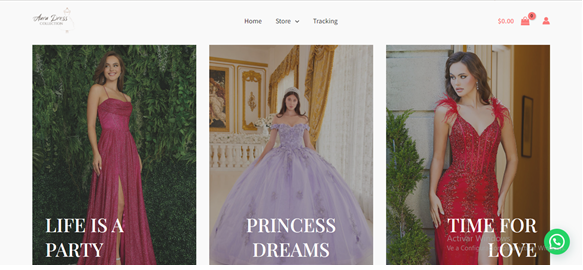 Aura Dress
COLLECTION
Home Store Tracking $0.00 0
LIFE IS A
PARTY
PRINCESS
DREAMS
TIME FOR
LOVE
Activar Windows
Ve a Configu